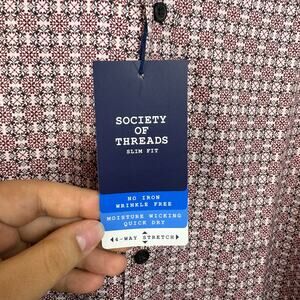 SOCIETY
OF
THREADS
SLIM FIT
NO IRON
WRINKLE FREE
MOISTURE WICKING
QUICK DRY
4-WAY STRETCH